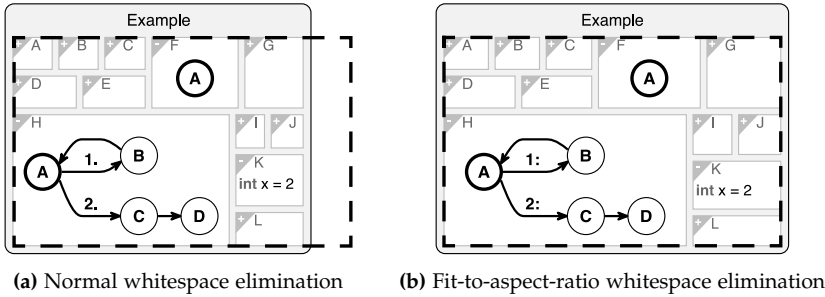 Example
+ A + B + C - F + G
A
+ D + E
- H + I + J
B
1.
A
- K
int x = 2
2.
C D
+ L
(a) Normal whitespace elimination
Example
+ A + B + C - F + G
A
+ D + E
- H + I + J
B
1:
A
- K
int x = 2
2:
C D
+ L
(b) Fit-to-aspect-ratio whitespace elimination